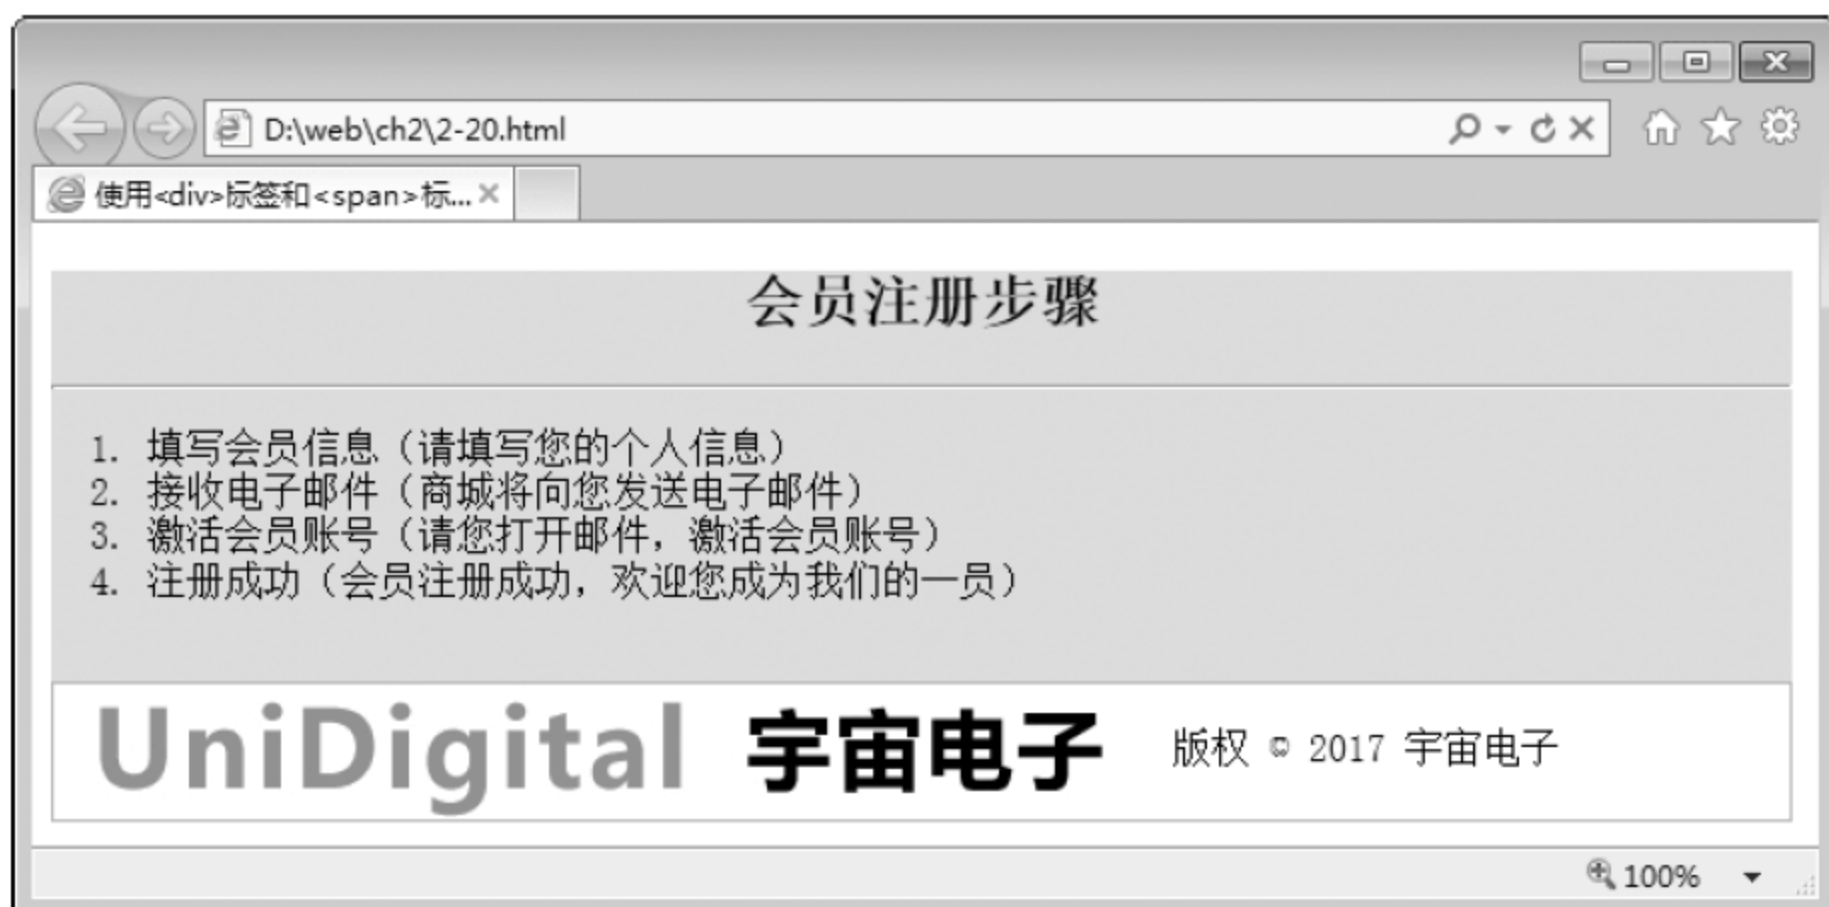 D:\web\ch2\2-20.html
使用<div>标签和<span>标...
会员注册步骤
1. 填写会员信息（请填写您的个人信息）
2. 接收电子邮件（商城将向您发送电子邮件）
3. 激活会员账号（请您打开邮件，激活会员账号）
4. 注册成功（会员注册成功，欢迎您成为我们的一员）
UniDigital 宇宙电子 版权 © 2017 宇宙电子
100%